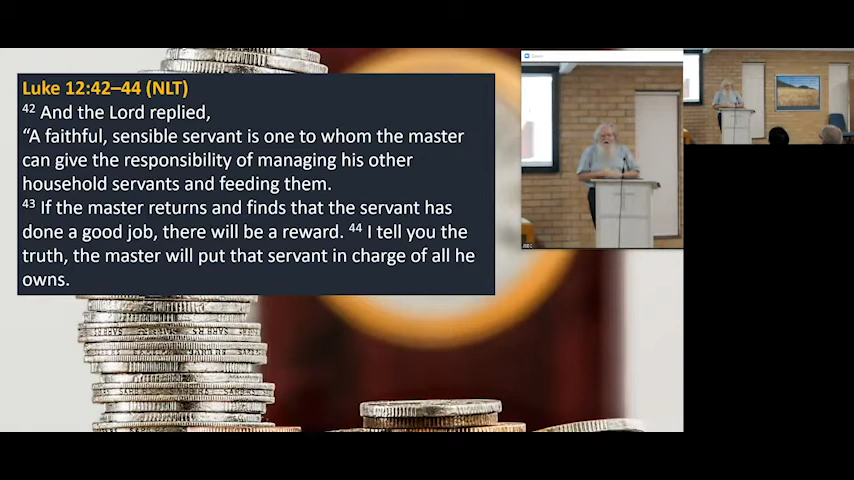 Luke 12:42–44 (NLT)
42 And the Lord replied,
“A faithful, sensible servant is one to whom the master
can give the responsibility of managing his other
household servants and feeding them.
43 If the master returns and finds that the servant has
done a good job, there will be a reward. 44 I tell you the
truth, the master will put that servant in charge of all he
owns.